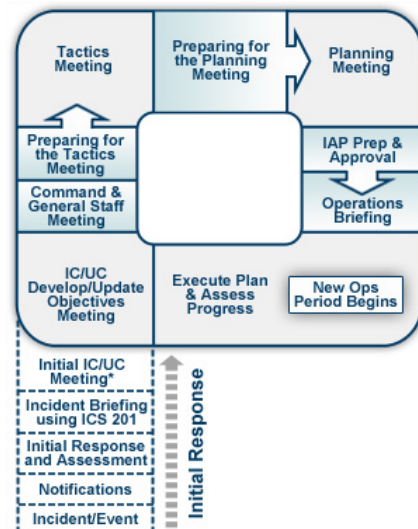 Tactics
Meeting
Preparing for
the Planning
Meeting
Planning
Meeting
Preparing for
the Tactics
Meeting
IAP Prep &
Approval
Command &
General Staff
Meeting
Operations
Briefing
IC/UC
Develop/Update
Objectives
Meeting
Execute Plan
& Assess
Progress
New Ops
Period Begins
Initial IC/UC
Meeting*
Incident Briefing
using ICS 201
Initial Response
and Assessment
Notifications
Incident/Event
Initial Response